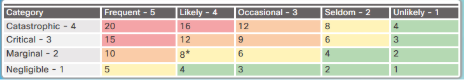 Category Frequent - 5 Likely - 4 Occasional - 3 Seldom - 2 Unlikely - 1
Catastrophic - 4 20 16 12 8 4
Critical - 3 15 12 9 6 3
Marginal - 2 10 8* 6 4 2
Negligible - 1 5 4 3 2 1